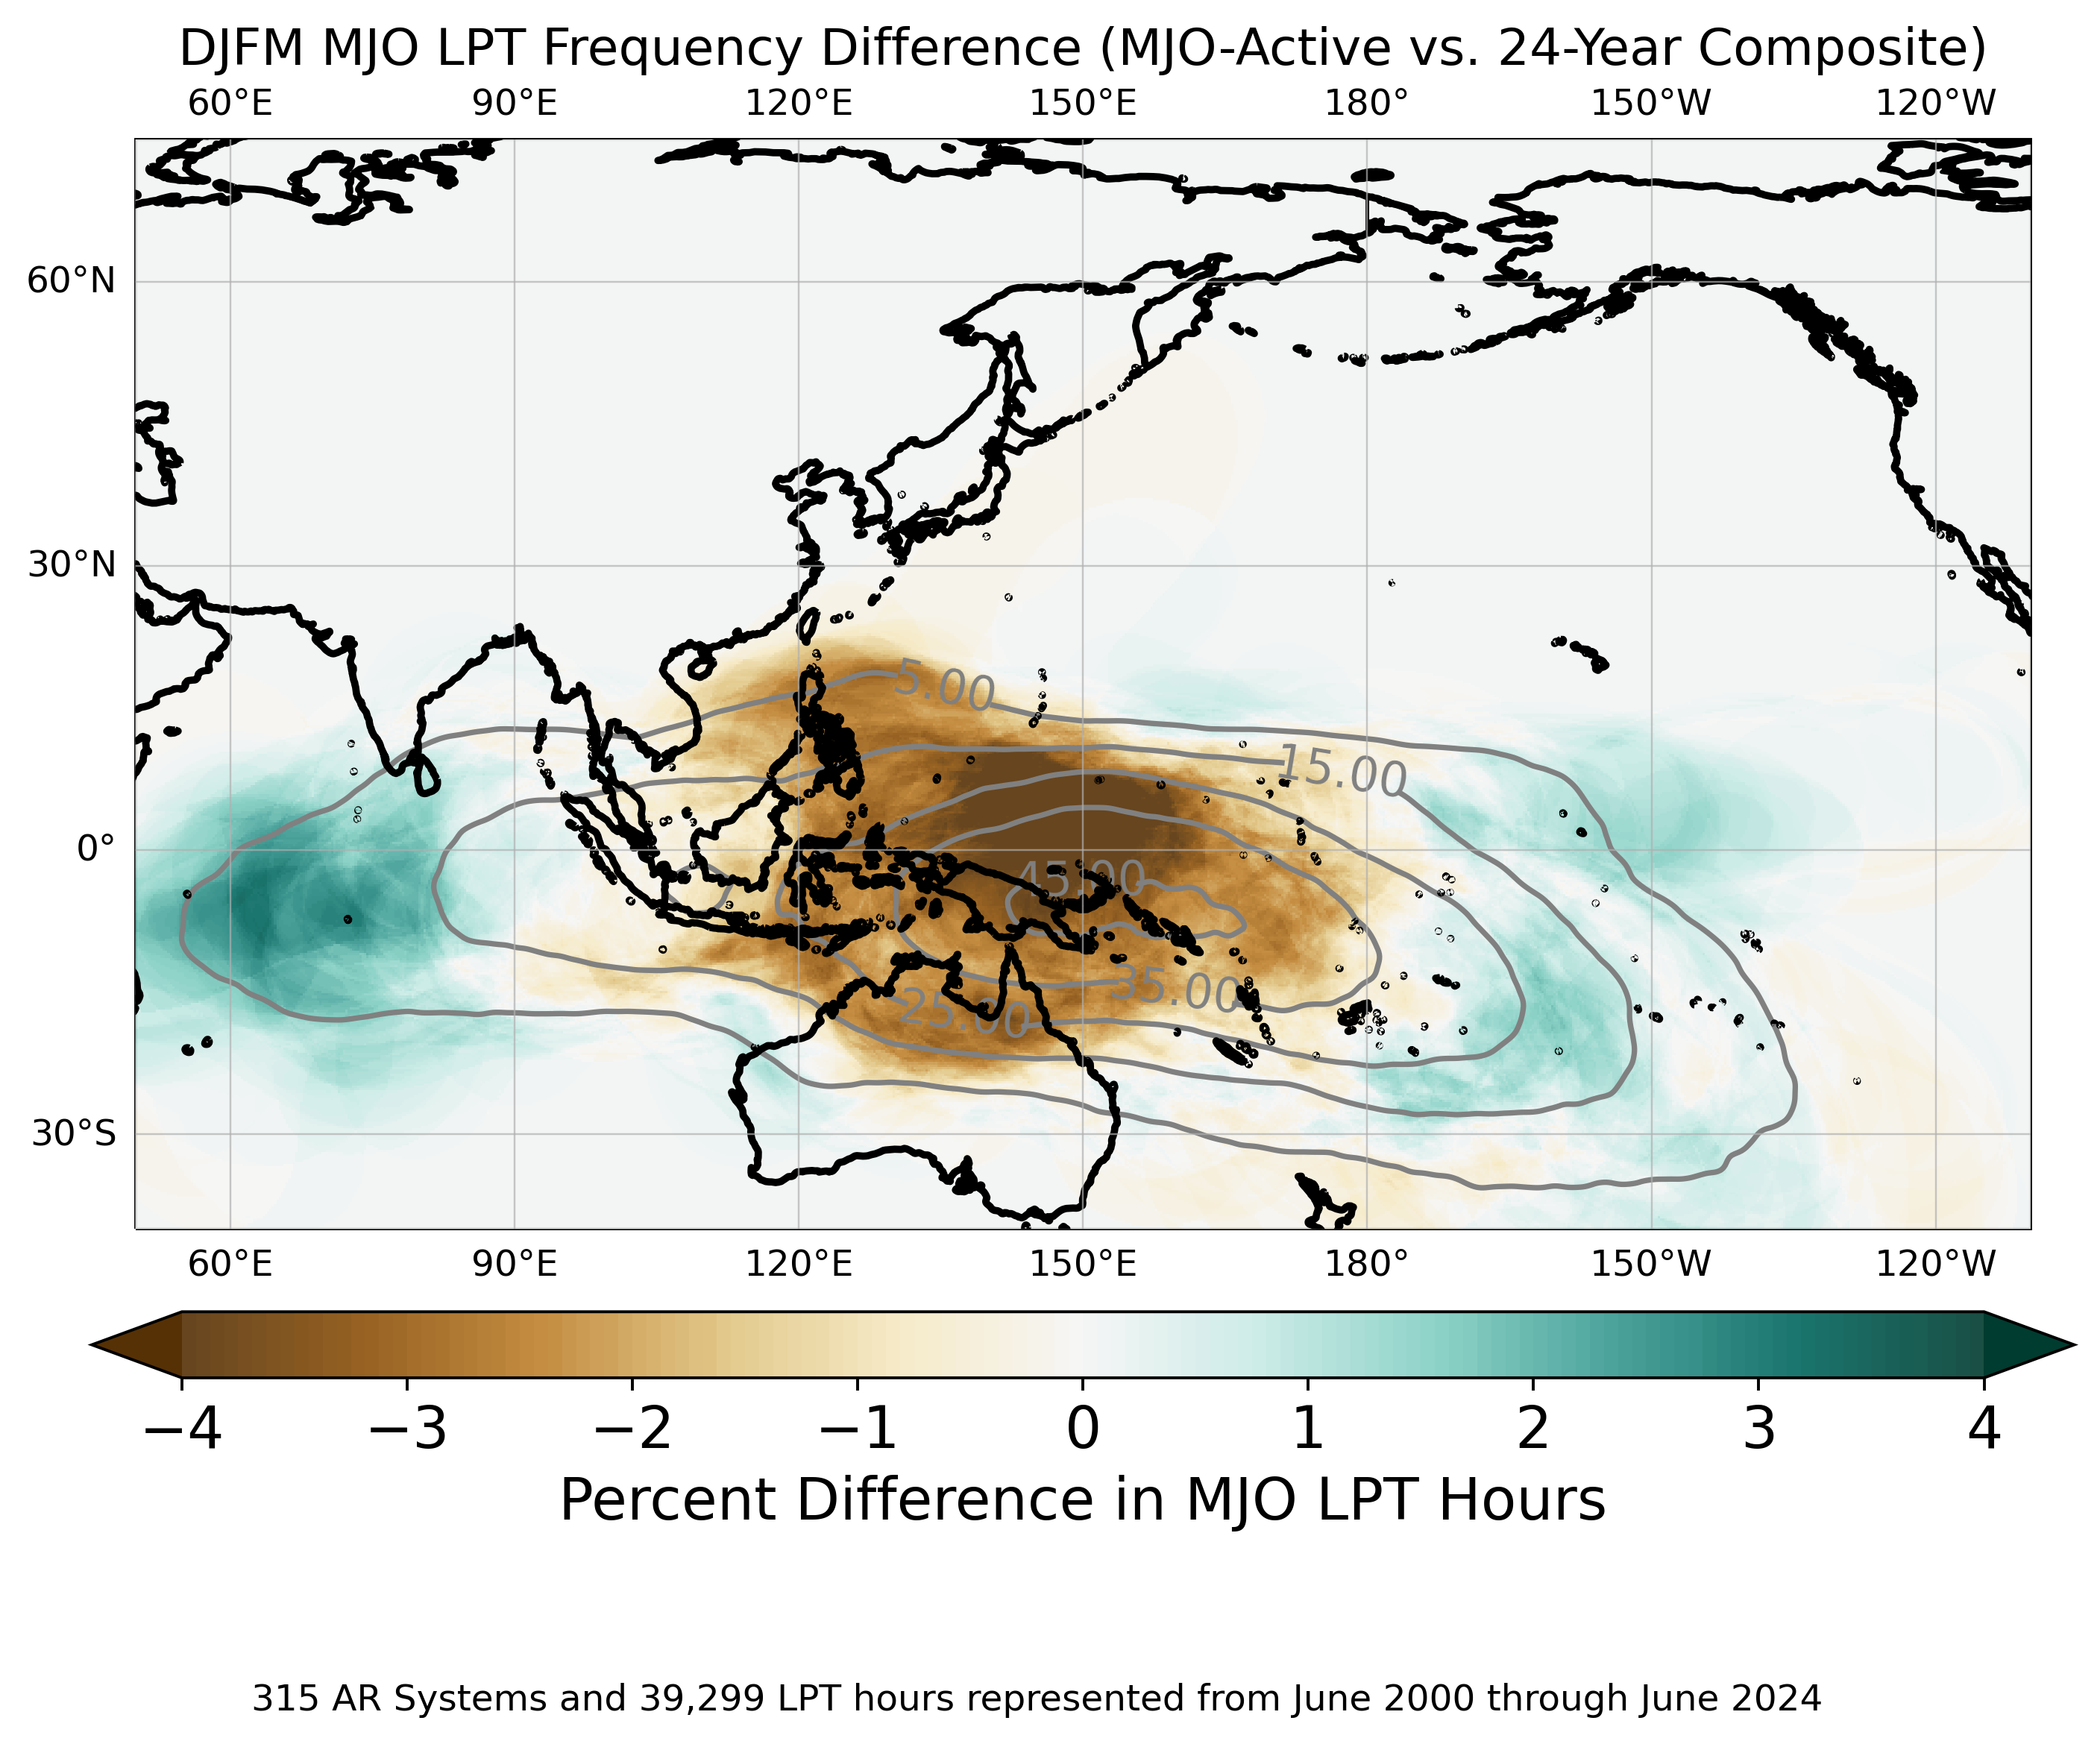 DJFM MJO LPT Frequency Difference (MJO-Active vs. 24-Year Composite)
60°E 90°E 120°E 150°E 180° 150°W 120°W
60°N
30°N
5.00
15.00
0°
45.00
35.00
25.00
30°S
60°E 90°E 120°E 150°E 180° 150°W 120°W
−4 −3 −2 −1 0 1 2 3 4
Percent Difference in MJO LPT Hours
315 AR Systems and 39,299 LPT hours represented from June 2000 through June 2024